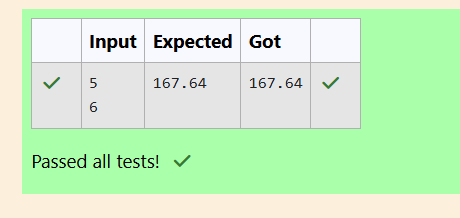 Input Expected Got
5 167.64 167.64
6
Passed all tests!